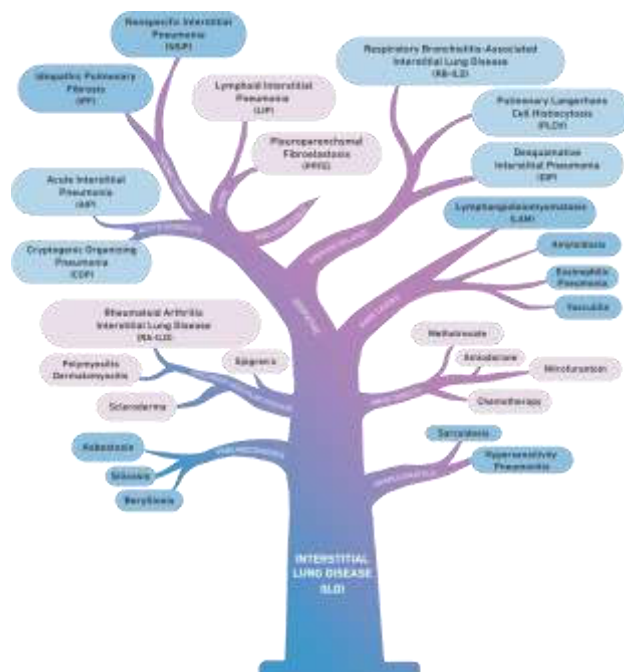 Nonspecific Interstitial
Pneumonia
(NSIP)
Idiopathic Pulmonary
Fibrosis
(IPF)
Lymphoid Interstitial
Pneumonia
(LIP)
Pleuroparenchymal
Fibroelastosis
(PPFE)
Acute Interstitial
Pneumonia
(AIP)
Cryptogenic Organizing
Pneumonia
(COP)
Respiratory Bronchiolitis-Associated
Interstitial Lung Disease
(RB-ILD)
Pulmonary Langerhans
Cell Histiocytosis
(PLCH)
Desquamative
Interstitial Pneumonia
(DIP)
Lymphangioleiomyomatosis
(LAM)
Amyloidosis
Eosinophilic
Pneumonia
Vasculitis
Rheumatoid Arthritis
Interstitial Lung Disease
(RA-ILD)
Polymyositis
Dermatomyositis
Sjogren's
Scleroderma
Methotrexate
Amiodarone
Nitrofurantoin
Chemotherapy
Asbestosis
Silicosis
Berylliosis
Sarcoidosis
Hypersensitivity
Pneumonitis
INTERSTITIAL
LUNG DISEASE
(ILD)